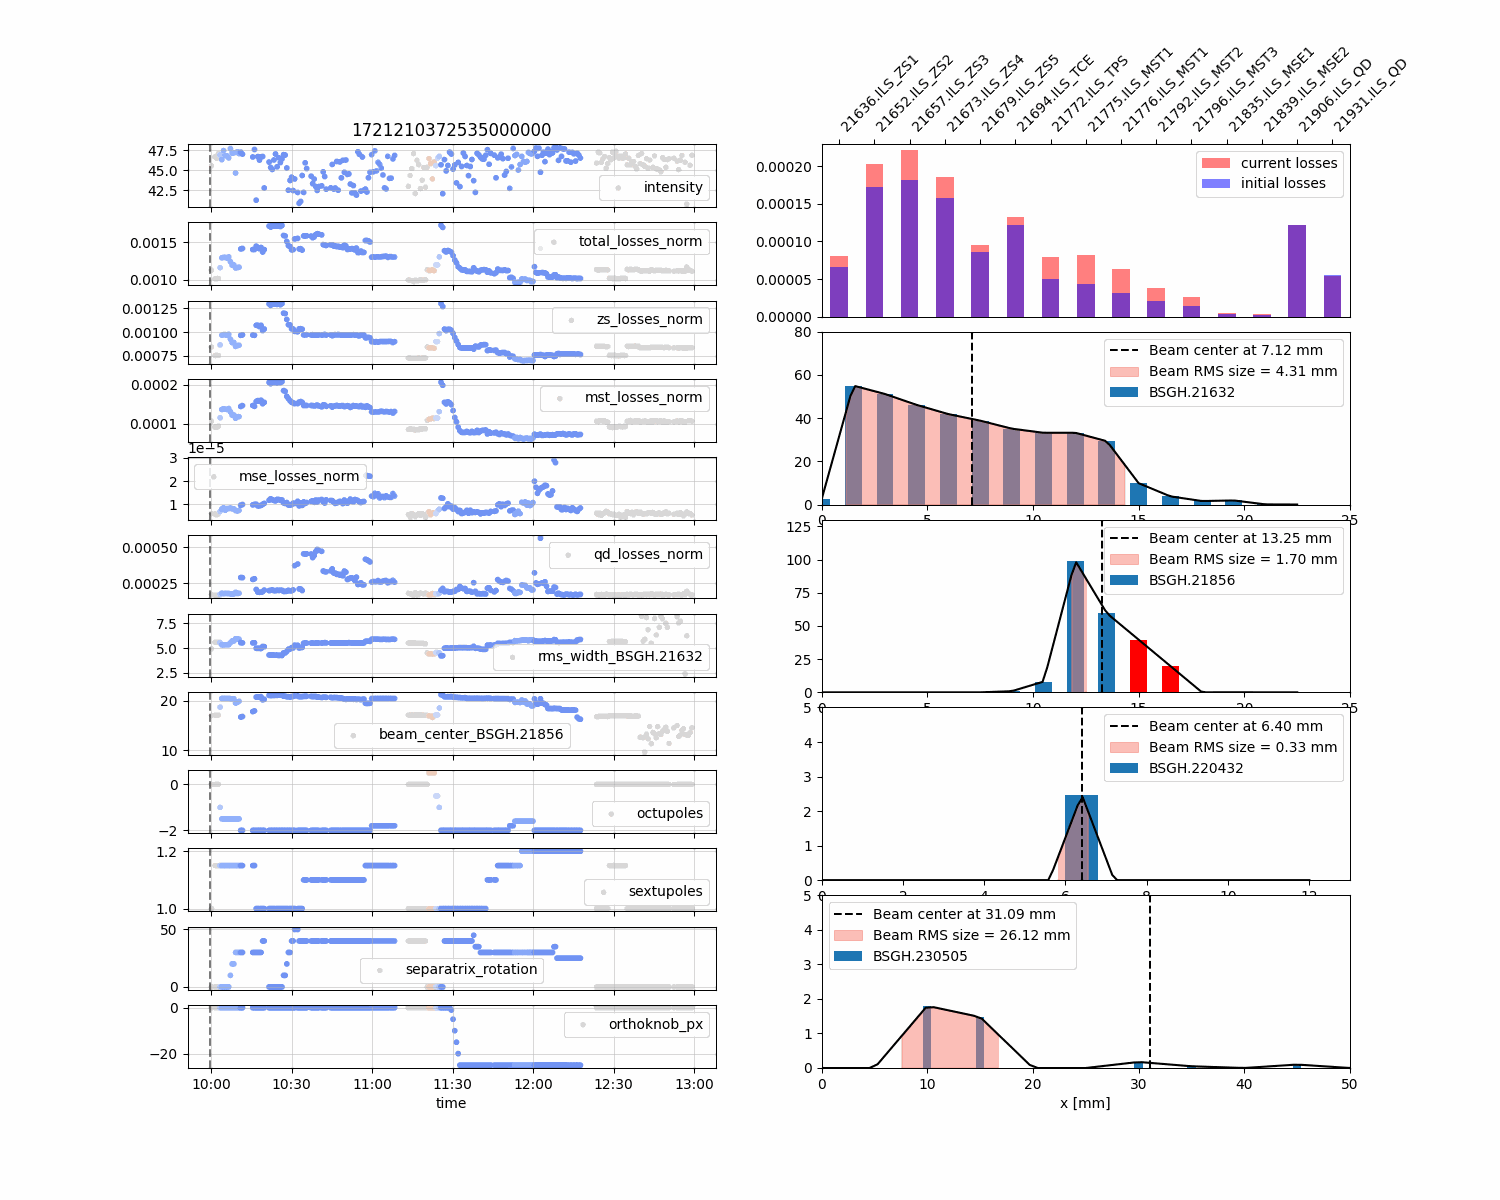 1721210372535000000
47.5
45.0
42.5
intensity
0.0015
0.0010
total_losses_norm
0.00125
0.00100
0.00075
zs_losses_norm
0.0002
0.0001
mst_losses_norm
1e−5
3
2
1
mse_losses_norm
0.00050
0.00025
qd_losses_norm
7.5
5.0
2.5
rms_width_BSGH.21632
20
10
beam_center_BSGH.21856
0
−2
octupoles
1.2
1.0
sextupoles
50
0
separatrix_rotation
0
−20
orthoknob_px
10:00 10:30 11:00 11:30 12:00 12:30 13:00
time
21636.ILS_ZS1
21652.ILS_ZS2
21657.ILS_ZS3
21673.ILS_ZS4
21679.ILS_ZS5
21694.ILS_TCE
21772.ILS_TPS
21775.ILS_MST1
21776.ILS_MST1
21792.ILS_MST2
21796.ILS_MST3
21835.ILS_MSE1
21839.ILS_MSE2
21906.ILS_QD
21931.ILS_QD
0.00020
0.00015
0.00010
0.00005
0.00000
current losses
initial losses
80
60
40
20
0
Beam center at 7.12 mm
Beam RMS size = 4.31 mm
BSGH.21632
0 5 10 15 20 25
125
100
75
50
25
0
Beam center at 13.25 mm
Beam RMS size = 1.70 mm
BSGH.21856
0 5 10 15 20 25
5
4
3
2
1
0
Beam center at 6.40 mm
Beam RMS size = 0.33 mm
BSGH.220432
0 2 4 6 8 10 12
5
4
3
2
1
0
Beam center at 31.09 mm
Beam RMS size = 26.12 mm
BSGH.230505
0 10 20 30 40 50
x [mm]